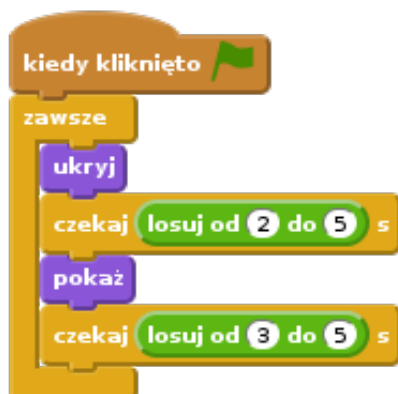 kiedy kliknięto
zawsze
ukryj
czekaj losuj od 2 do 5 s
pokaż
czekaj losuj od 3 do 5 s